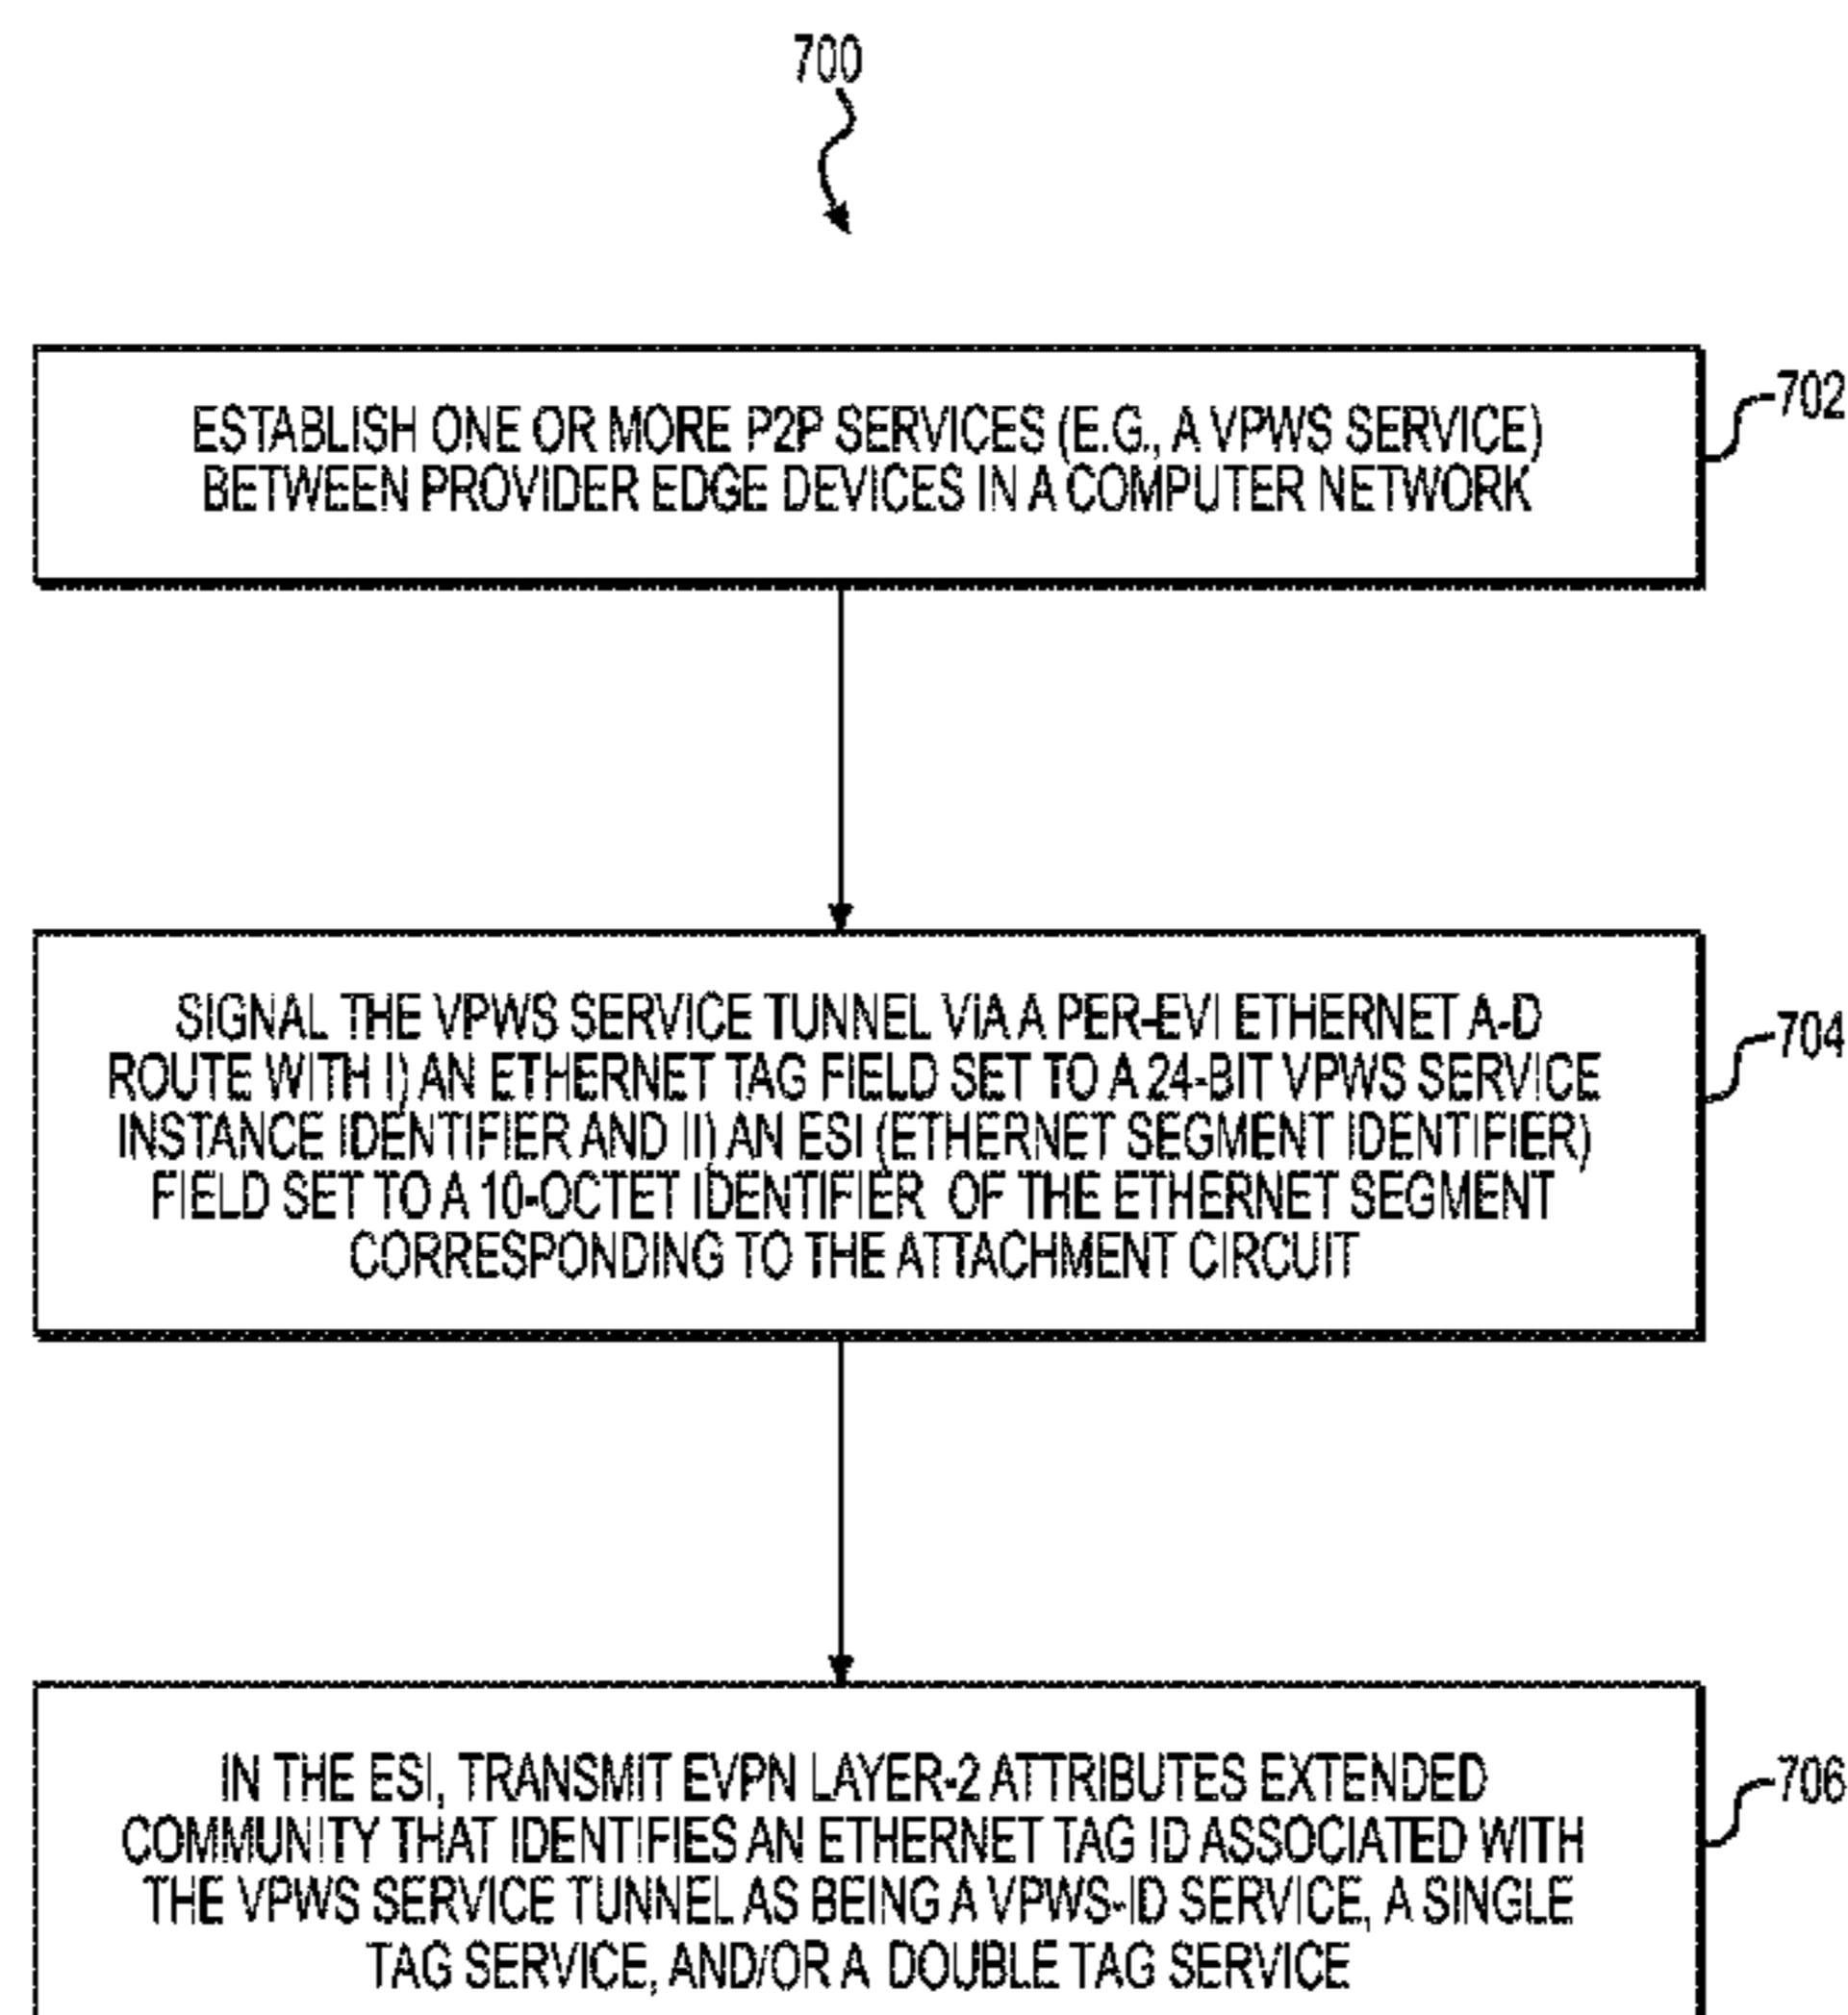 700
ESTABLISH ONE OR MORE P2P SERVICES (E.G., A VPWS SERVICE)
BETWEEN PROVIDER EDGE DEVICES IN A COMPUTER NETWORK
702
SIGNAL THE VPWS SERVICE TUNNEL VIA A PER-EVI ETHERNET A-D
ROUTE WITH I) AN ETHERNET TAG FIELD SET TO A 24-BIT VPWS SERVICE
INSTANCE IDENTIFIER AND II) AN ESI (ETHERNET SEGMENT IDENTIFIER)
FIELD SET TO A 10-OCTET IDENTIFIER OF THE ETHERNET SEGMENT
CORRESPONDING TO THE ATTACHMENT CIRCUIT
704
IN THE ESI, TRANSMIT EVPN LAYER-2 ATTRIBUTES EXTENDED
COMMUNITY THAT IDENTIFIES AN ETHERNET TAG ID ASSOCIATED WITH
THE VPWS SERVICE TUNNEL AS BEING A VPWS-ID SERVICE, A SINGLE
TAG SERVICE, AND/OR A DOUBLE TAG SERVICE
706